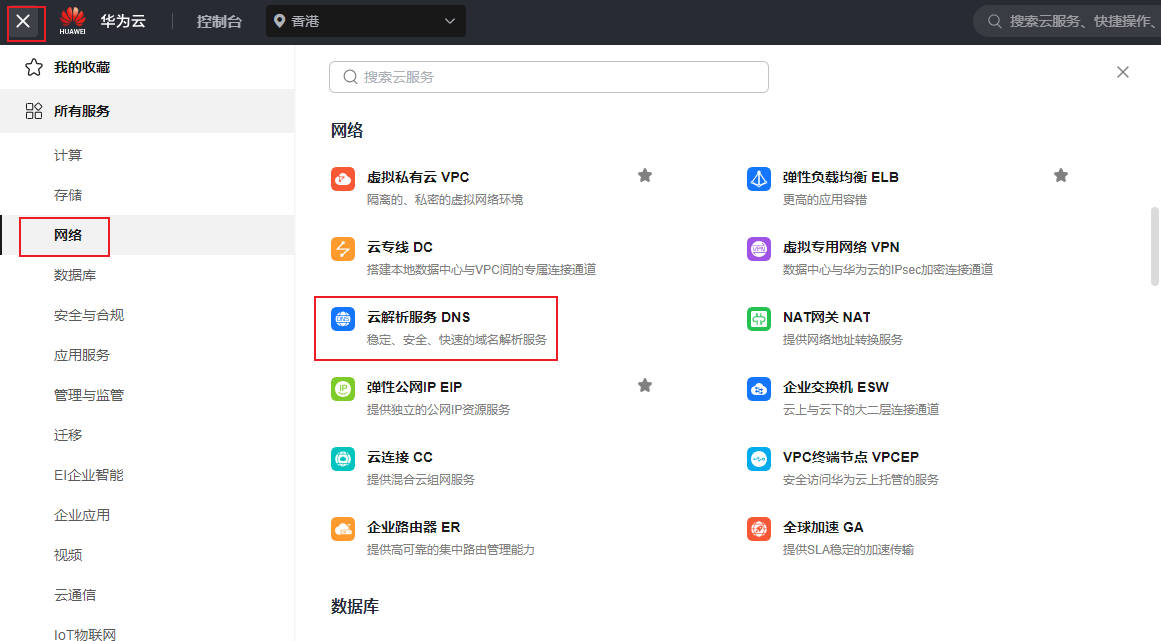 HUAWEI
华为云
控制台
香港
搜索云服务、快捷操作、
我的收藏
所有服务
计算
存储
网络
数据库
安全与合规
应用服务
管理与监管
迁移
EI企业智能
企业应用
视频
云通信
IoT物联网
搜索云服务
网络
虚拟私有云 VPC
隔离的、私密的虚拟网络环境
弹性负载均衡 ELB
更高的应用容错
云专线 DC
搭建本地数据中心与VPC间的专属连接通道
VPN
虚拟专用网络 VPN
数据中心与华为云的IPsec加密连接通道
DNS
云解析服务 DNS
稳定、安全、快速的域名解析服务
NAT网关 NAT
提供网络地址转换服务
IP
弹性公网IP EIP
提供独立的公网IP资源服务
企业交换机 ESW
云上与云下的大二层连接通道
云连接 CC
提供混合云组网服务
VPC终端节点 VPCEP
安全访问华为云上托管的服务
企业路由器 ER
提供高可靠的集中路由管理能力
全球加速 GA
提供SLA稳定的加速传输
数据库